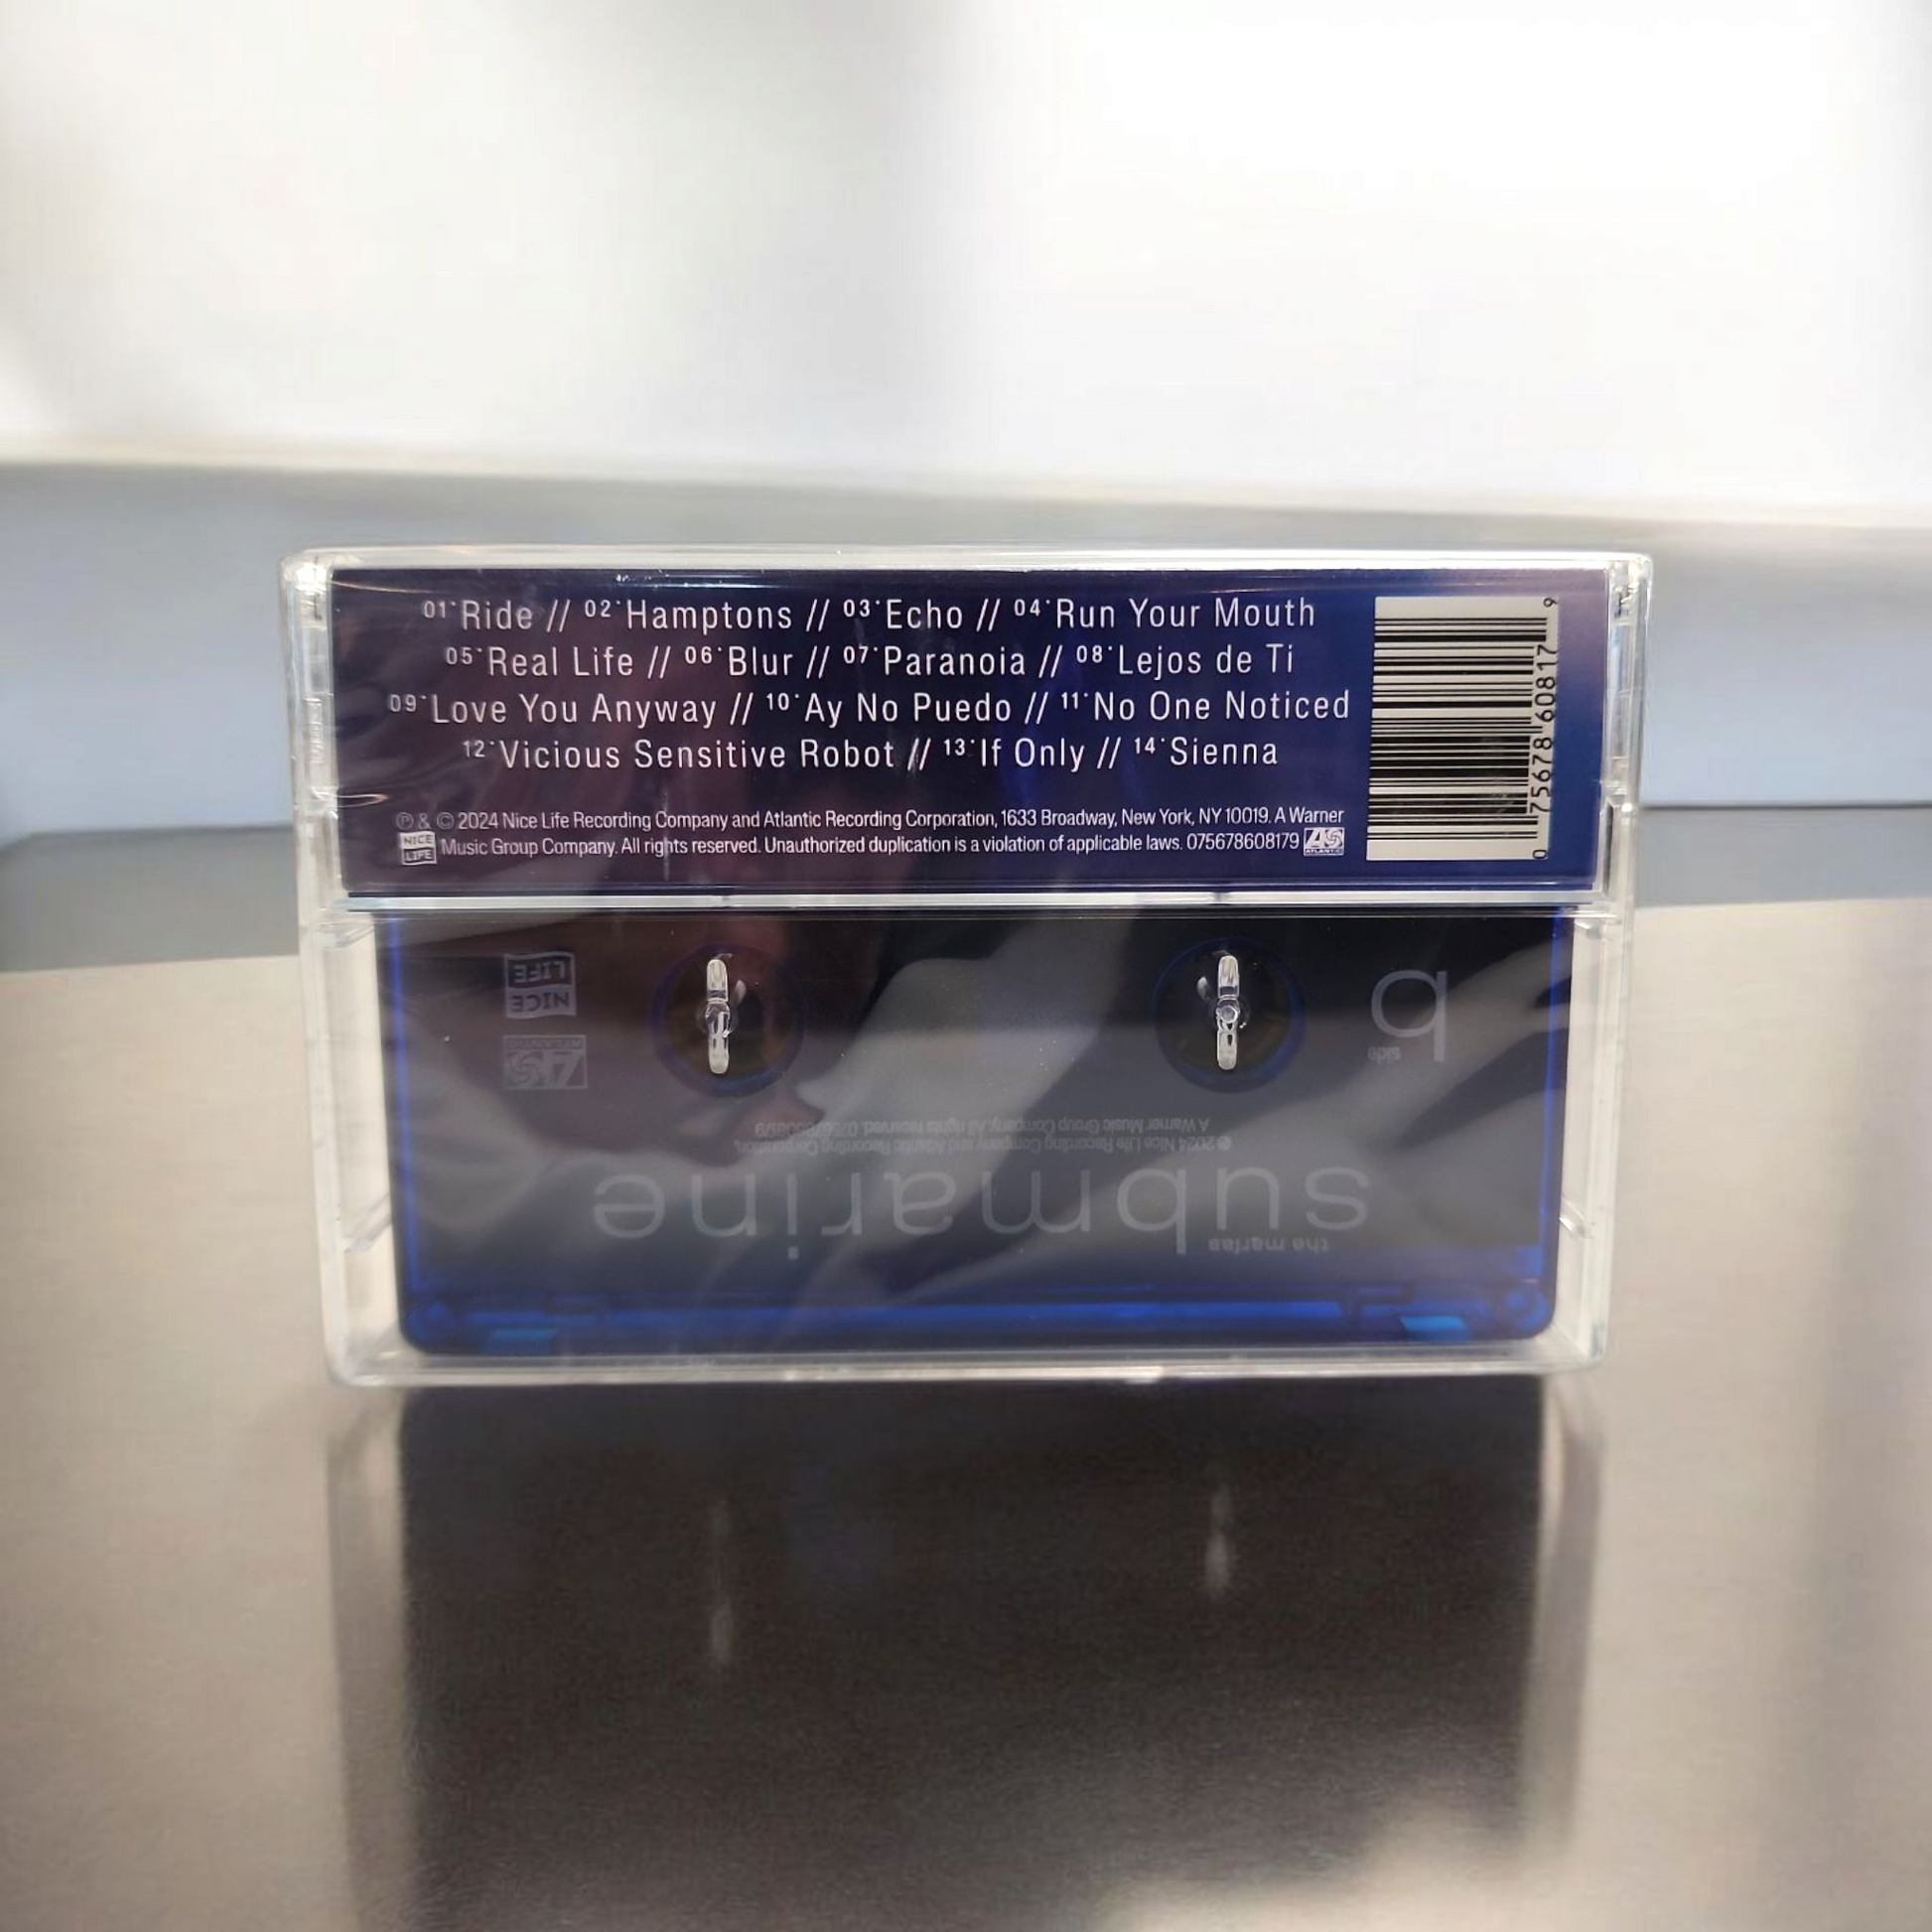 01·Ride // 02·Hamptons // 03·Echo // 04·Run Your Mouth
05·Real Life // 06·Blur // 07·Paranoia // 08·Lejos de Ti
09·Love You Anyway // 10·Ay No Puedo // 11·No One Noticed
12·Vicious Sensitive Robot // 13·If Only // 14·Sienna
℗ & © 2024 Nice Life Recording Company and Atlantic Recording Corporation, 1633 Broadway, New York, NY 10019. A Warner
NICE LIFE Music Group Company. All rights reserved. Unauthorized duplication is a violation of applicable laws. 075678608179 ATLANTIC
0 75678 60817 9
the marías
submarine
℗ 2024 Nice Life Recording Company and Atlantic Recording Corporation,
A Warner Music Group Company. All rights reserved. 075678608179
side
b
ATLANTIC
NICE
LIFE